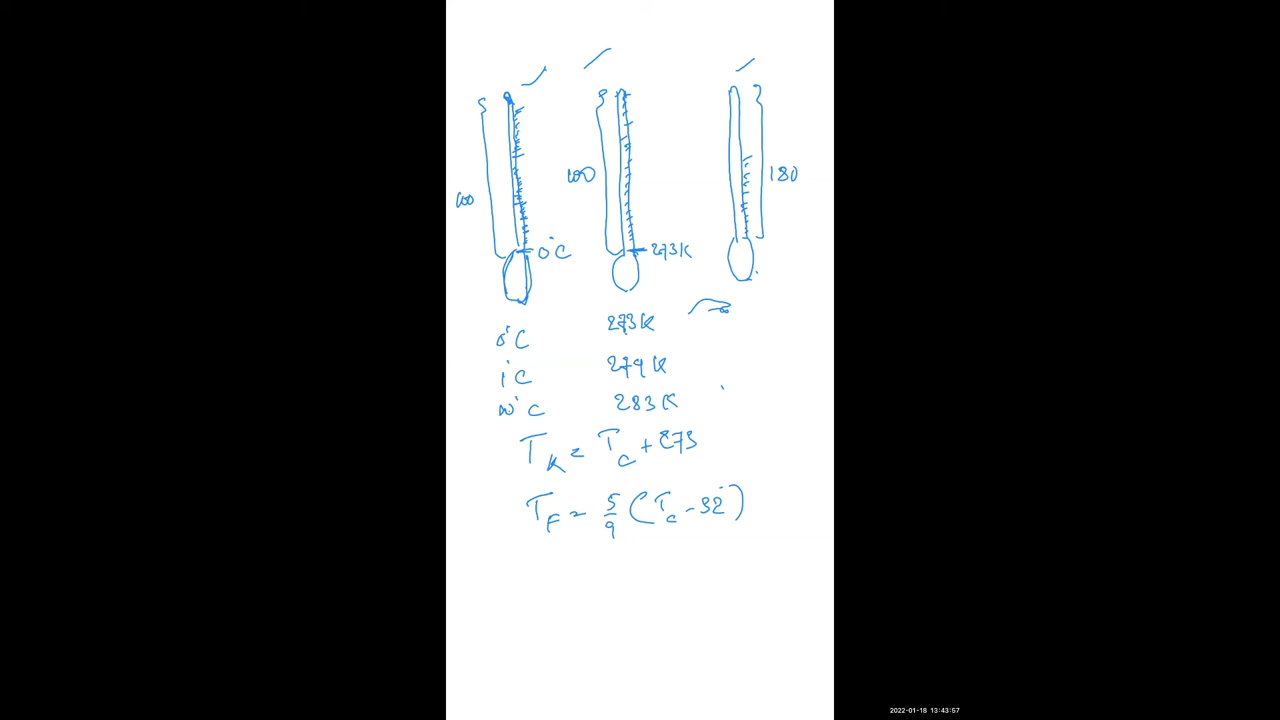 100 100 180
0°C 273K
0°C 273K
1°C 274K
10°C 283K
T_K = T_C + 273
T_F = 5/9 (T_C - 32°)
2022-01-18 13:43:57